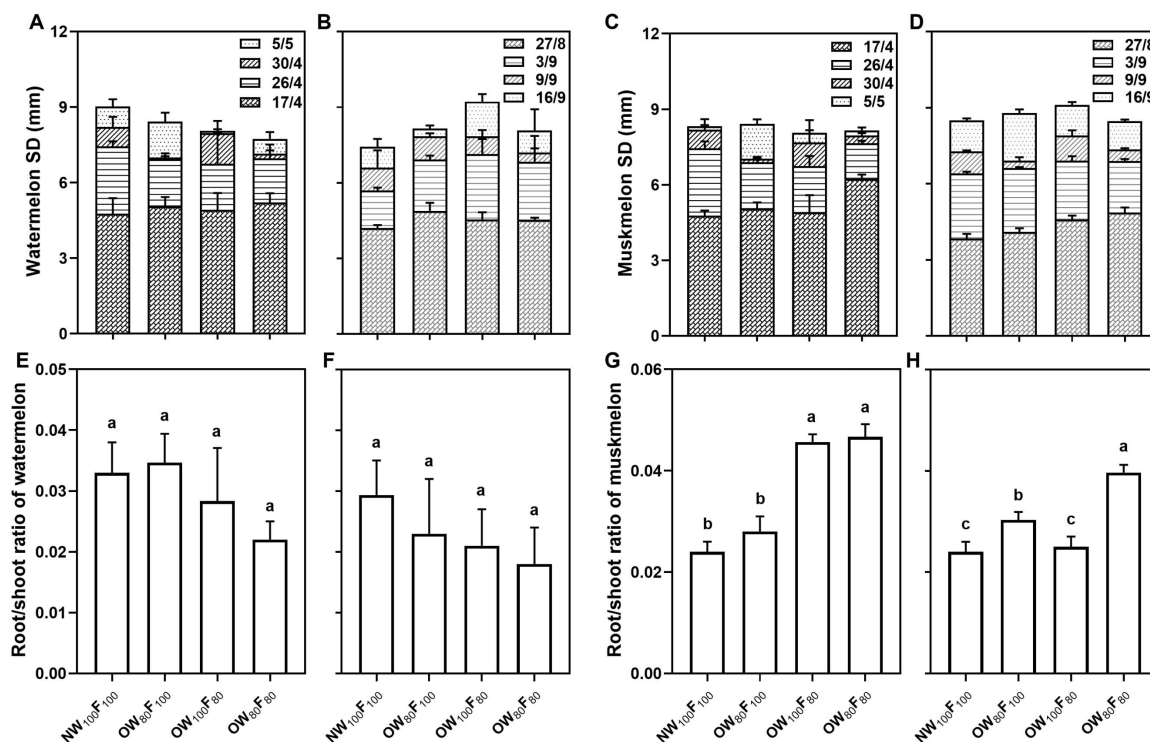 A
12
9
6
3
0
Watermelon SD (mm)
5/5
30/4
26/4
17/4
B
27/8
3/9
9/9
16/9
C
12
9
6
3
0
Muskmelon SD (mm)
17/4
26/4
30/4
5/5
D
27/8
3/9
9/9
16/9
E
0.05
0.04
0.03
0.02
0.01
0.00
Root/shoot ratio of watermelon
a
a
a
a
NW100F100
OW80F100
OW100F80
OW80F80
F
a
a
a
a
NW100F100
OW80F100
OW100F80
OW80F80
G
0.06
0.04
0.02
0.00
Root/shoot ratio of muskmelon
b
b
a
a
NW100F100
OW80F100
OW100F80
OW80F80
H
c
b
c
a
NW100F100
OW80F100
OW100F80
OW80F80